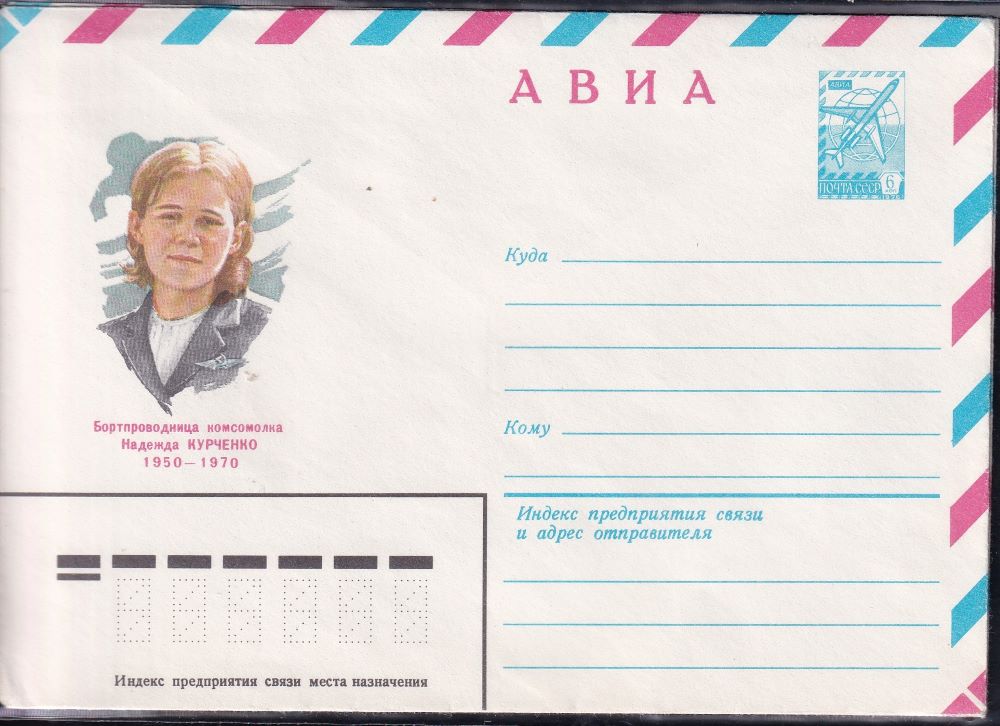 АВИА
АВИА
ПОЧТА СССР
6
КОП
Куда
Бортпроводница комсомолка
Надежда КУРЧЕНКО
1950—1970
Кому
Индекс предприятия связи
и адрес отправителя
Индекс предприятия связи места назначения